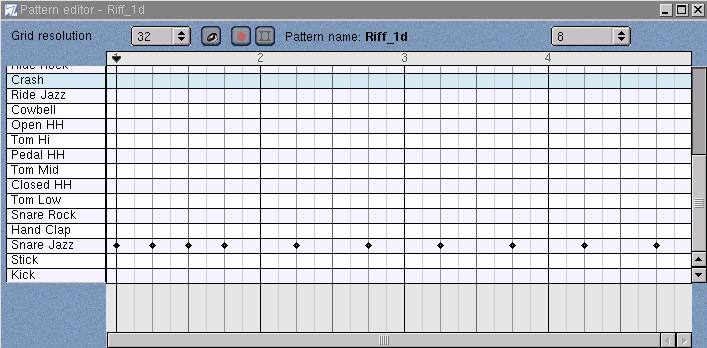 Pattern editor - Riff_1d
Grid resolution 32 Pattern name: Riff_1d 8
1 2 3 4
Ride Rock
Crash
Ride Jazz
Cowbell
Open HH
Tom Hi
Pedal HH
Tom Mid
Closed HH
Tom Low
Snare Rock
Hand Clap
Snare Jazz
Stick
Kick